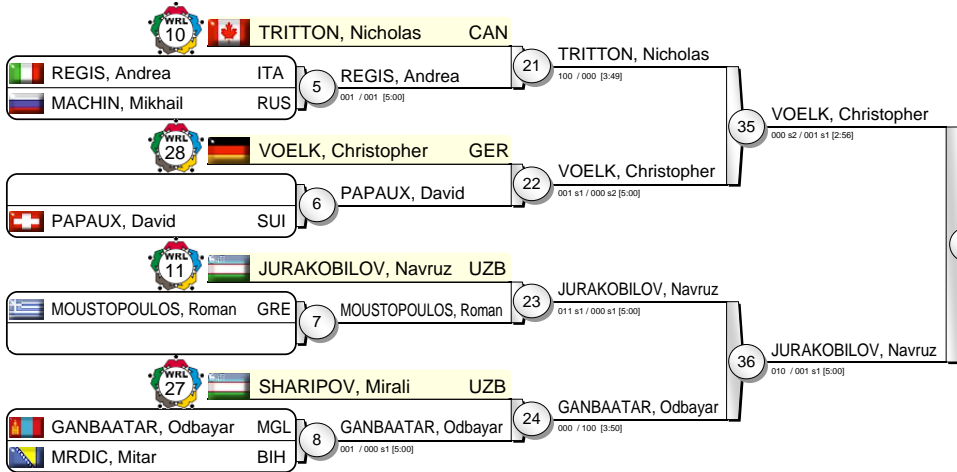 WRL
10
TRITTON, Nicholas CAN
REGIS, Andrea ITA
MACHIN, Mikhail RUS
5
REGIS, Andrea
001 / 001 [5:00]
21
TRITTON, Nicholas
100 / 000 [3:49]
WRL
28
VOELK, Christopher GER
PAPAUX, David SUI
6
PAPAUX, David
22
VOELK, Christopher
001 s1 / 000 s2 [5:00]
35
VOELK, Christopher
000 s2 / 001 s1 [2:56]
WRL
11
JURAKOBILOV, Navruz UZB
MOUSTOPOULOS, Roman GRE
7
MOUSTOPOULOS, Roman
23
JURAKOBILOV, Navruz
011 s1 / 000 s1 [5:00]
WRL
27
SHARIPOV, Mirali UZB
GANBAATAR, Odbayar MGL
MRDIC, Mitar BIH
8
GANBAATAR, Odbayar
001 / 000 s1 [5:00]
24
GANBAATAR, Odbayar
000 / 100 [3:50]
36
JURAKOBILOV, Navruz
010 / 001 s1 [5:00]